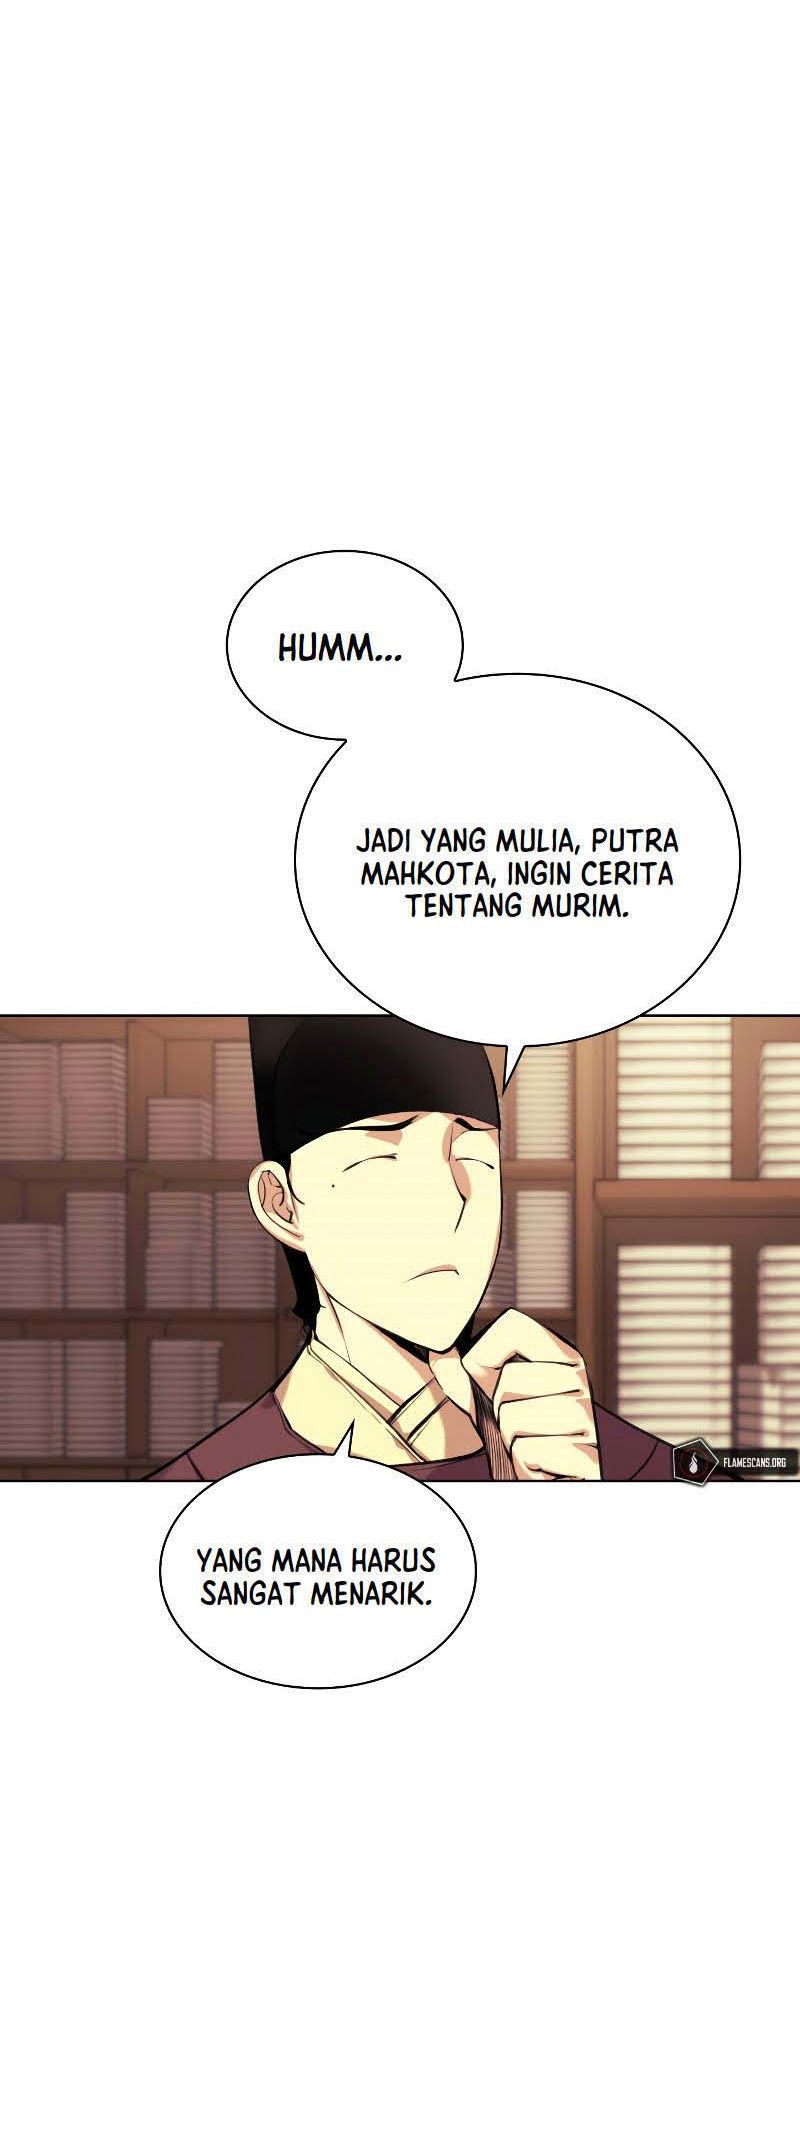 HUMM...
JADI YANG MULIA, PUTRA
MAHKOTA, INGIN CERITA
TENTANG MURIM.
FLAMESCANS.ORG
YANG MANA HARUS
SANGAT MENARIK.